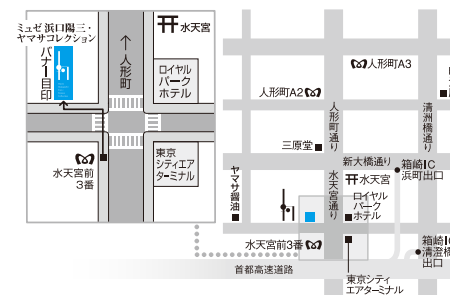 ミュゼ浜口陽三・
ヤマサコレクション
バナー目印
↑人形町
水天宮
ロイヤル
パーク
ホテル
東京
シティエア
ターミナル
水天宮前
3番
人形町A3
人形町A2
人形町通り
清洲橋通り
三原堂
新大橋通り
箱崎IC
浜町出口
ヤマサ醤油
水天宮通り
水天宮
ロイヤル
パーク
ホテル
水天宮前3番
箱崎IC
清澄橋
出口
首都高速道路
東京シティ
エアターミナル